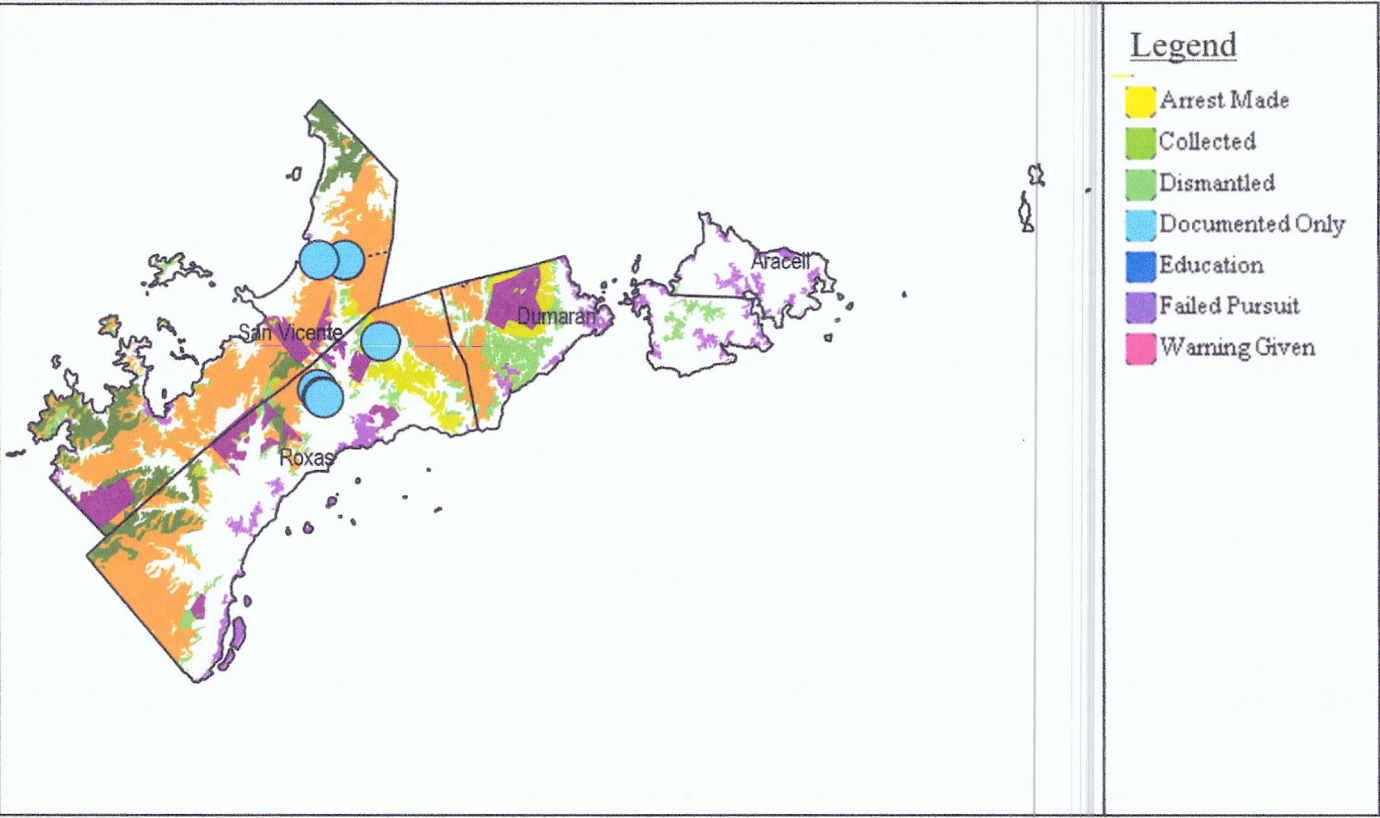 Legend
Arrest Made
Collected
Dismantled
Documented Only
Education
Failed Pursuit
Warning Given
Araceli
Dumaran
San Vicente
Roxas